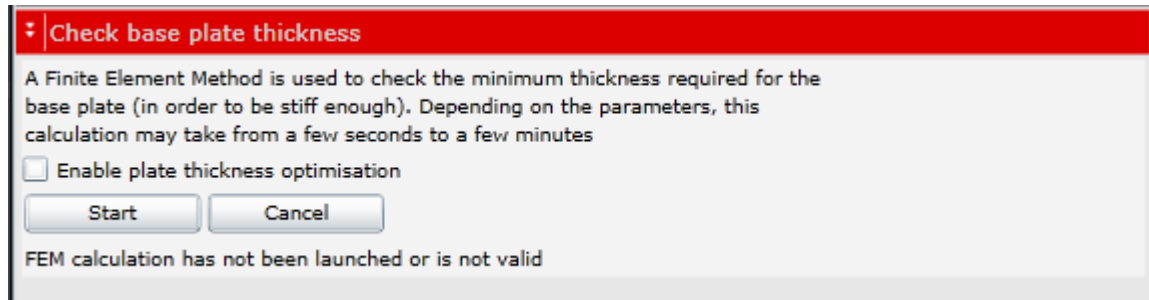 Check base plate thickness
A Finite Element Method is used to check the minimum thickness required for the
base plate (in order to be stiff enough). Depending on the parameters, this
calculation may take from a few seconds to a few minutes
Enable plate thickness optimisation
Start Cancel
FEM calculation has not been launched or is not valid